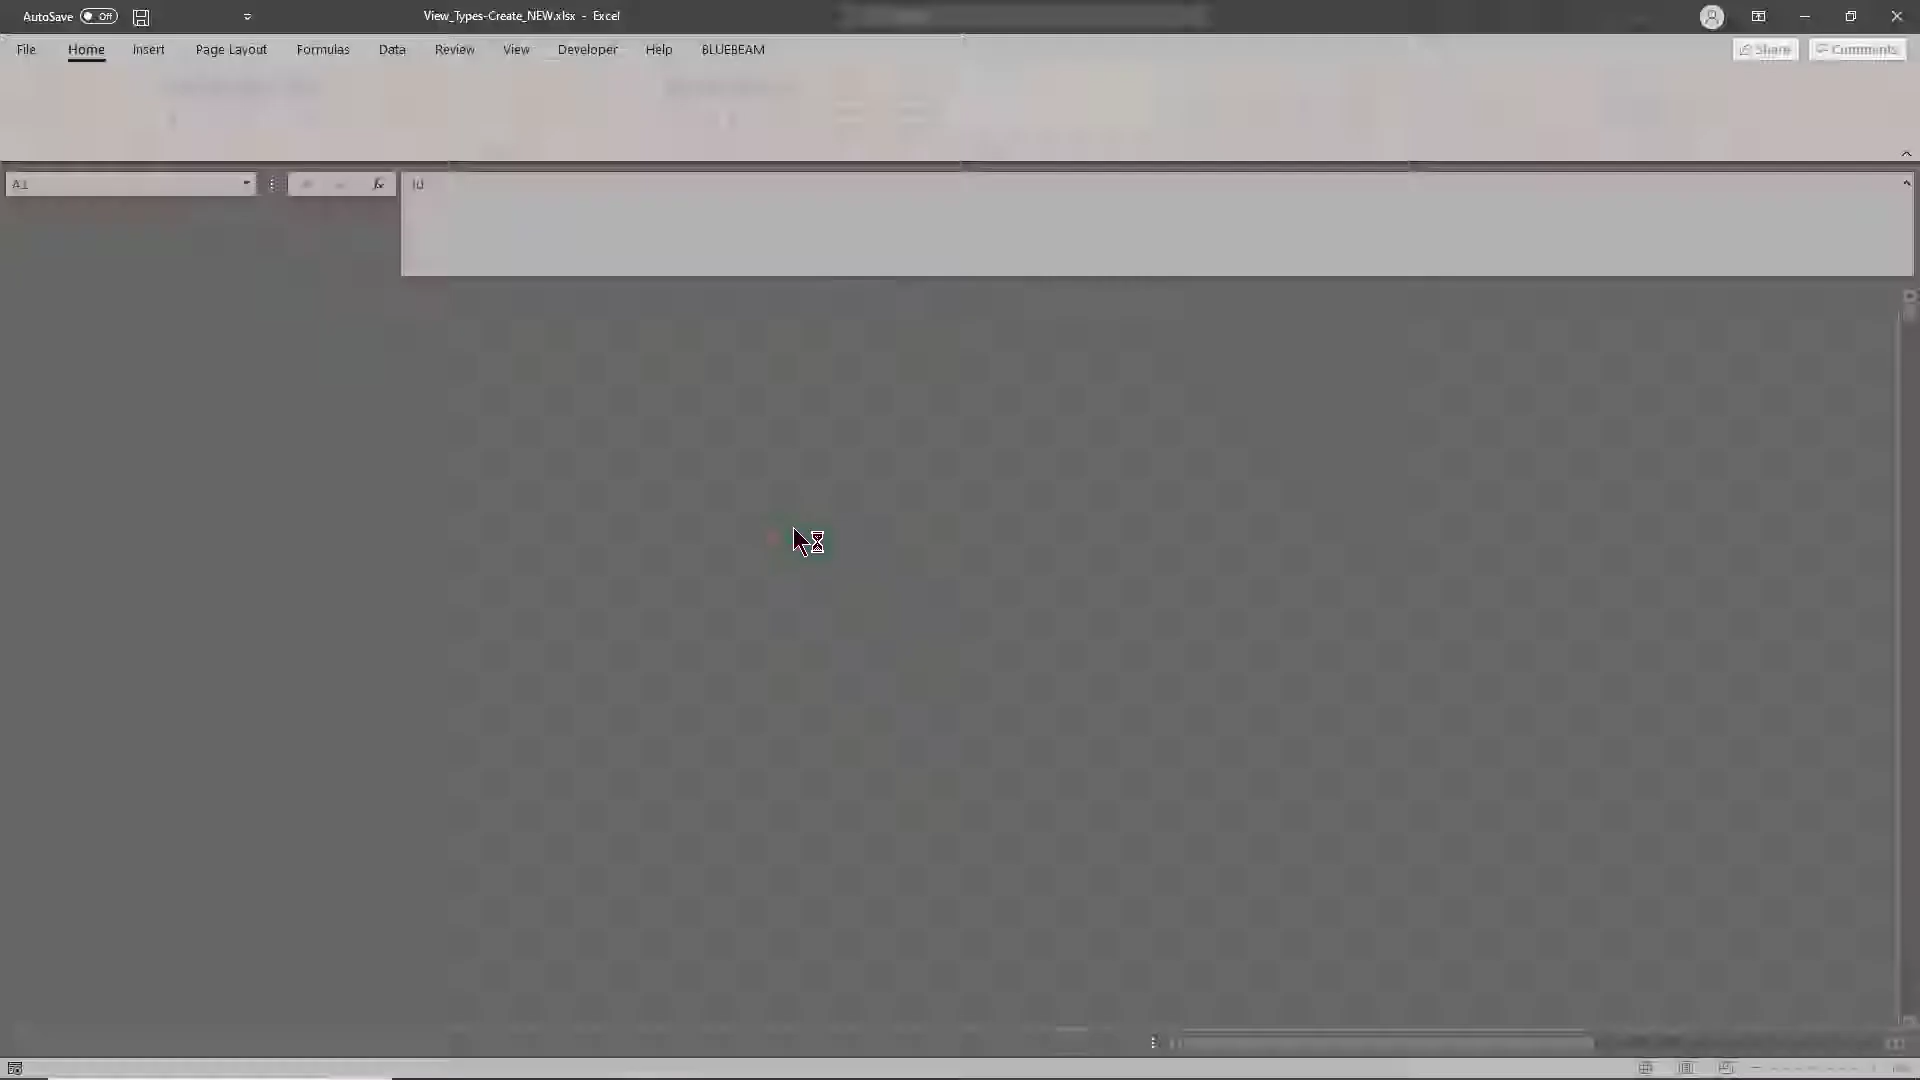 AutoSave Off View_Types-Create_NEW.xlsx - Excel
File Home Insert Page Layout Formulas Data Review View Developer Help BLUEBEAM Share Comments
A1 fx ID